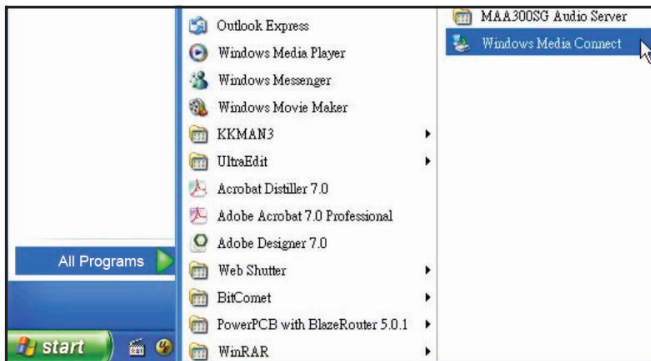 Outlook Express
Windows Media Player
Windows Messenger
Windows Movie Maker
KKMAN3
UltraEdit
Acrobat Distiller 7.0
Adobe Acrobat 7.0 Professional
Adobe Designer 7.0
Web Shutter
BitComet
PowerPCB with BlazeRouter 5.0.1
WinRAR
MAA300SG Audio Server
Windows Media Connect
All Programs
start